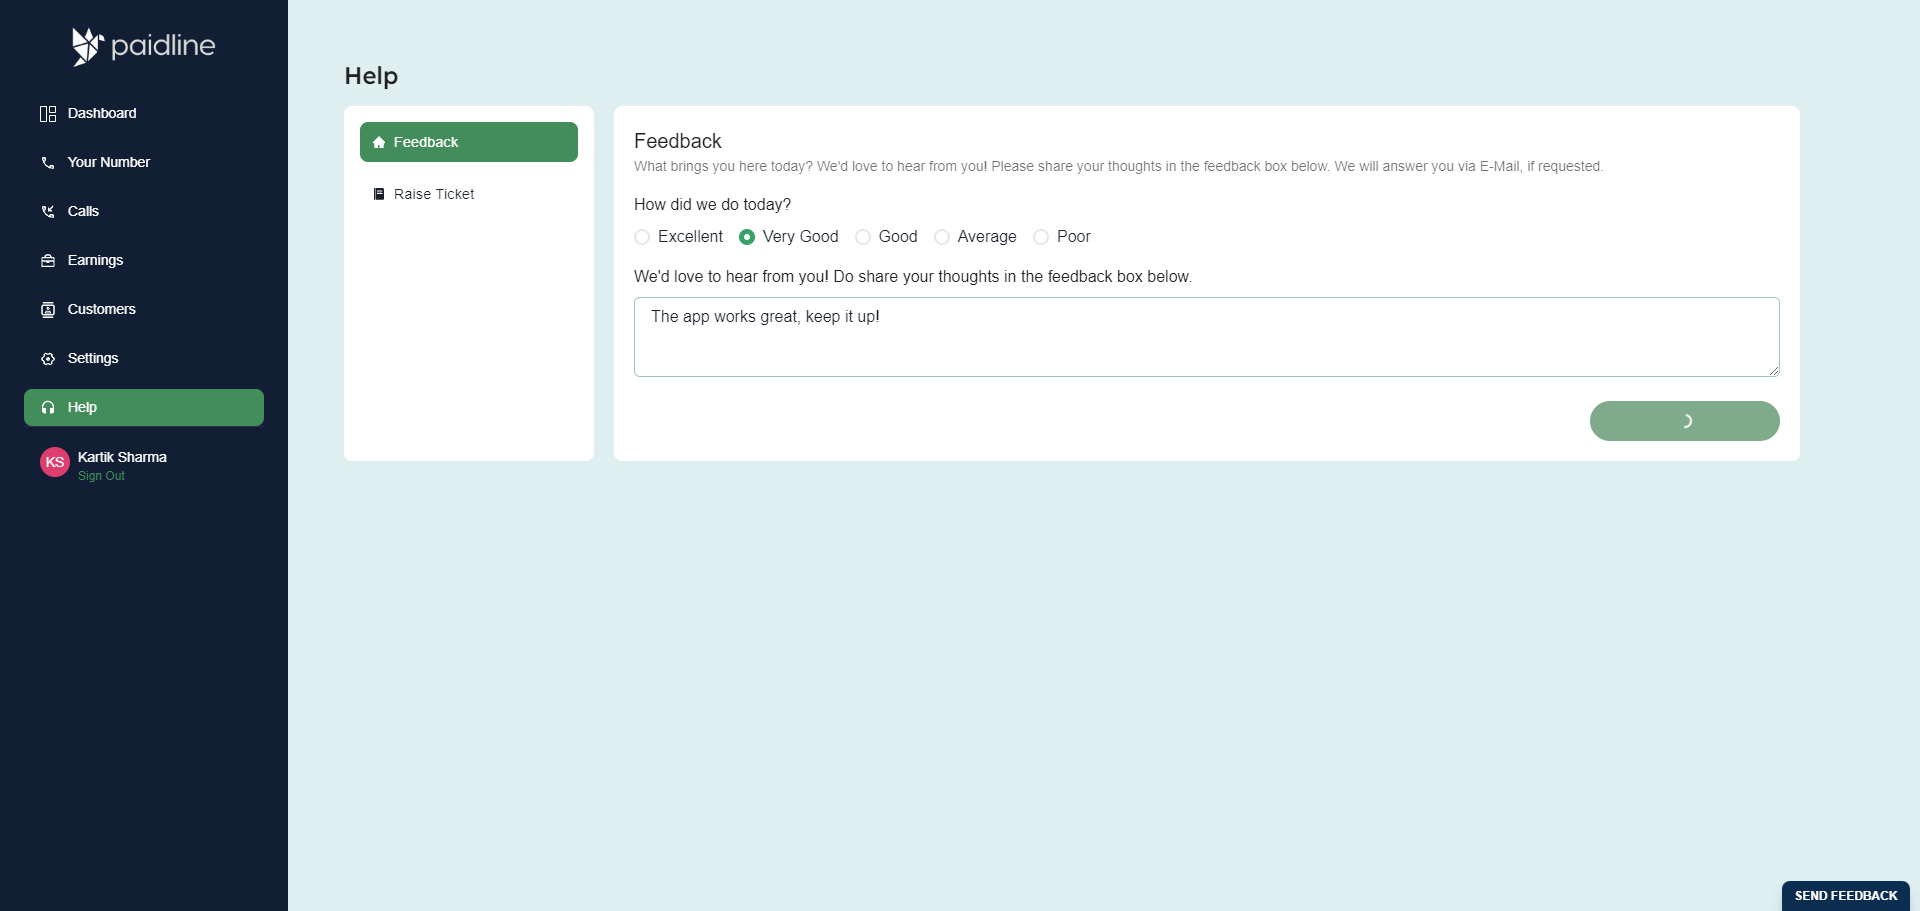 paidline
Dashboard
Your Number
Calls
Earnings
Customers
Settings
Help
KS
Kartik Sharma
Sign Out
Help
Feedback
Raise Ticket
Feedback
What brings you here today? We'd love to hear from you! Please share your thoughts in the feedback box below. We will answer you via E-Mail, if requested.
How did we do today?
Excellent Very Good Good Average Poor
We'd love to hear from you! Do share your thoughts in the feedback box below.
The app works great, keep it up!
SEND FEEDBACK